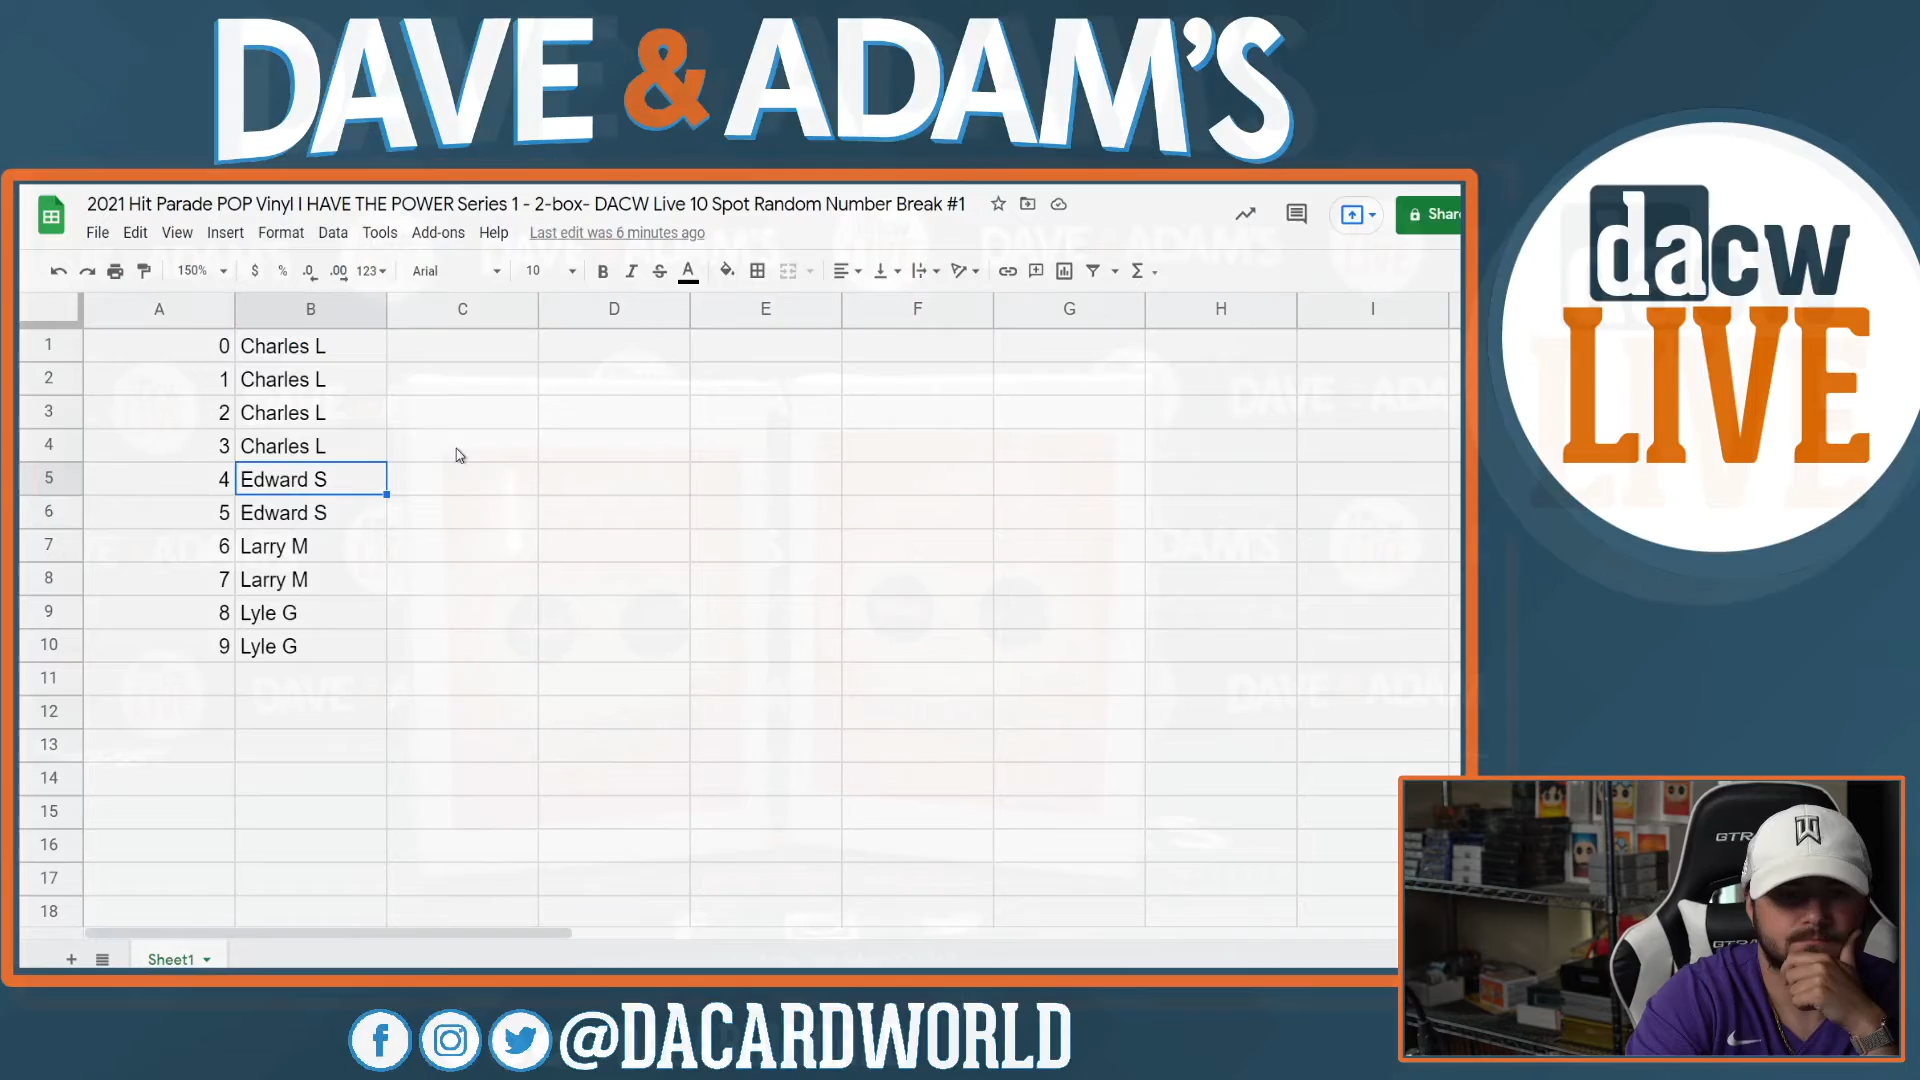 DAVE & ADAM'S
2021 Hit Parade POP Vinyl I HAVE THE POWER Series 1 - 2-box- DACW Live 10 Spot Random Number Break #1
Shar
File Edit View Insert Format Data Tools Add-ons Help Last edit was 6 minutes ago
150% $ % .0 .00 123 Arial 10 B I S A Σ
A B C D E F G H I
1 0 Charles L
2 1 Charles L
3 2 Charles L
4 3 Charles L
5 4 Edward S
6 5 Edward S
7 6 Larry M
8 7 Larry M
9 8 Lyle G
10 9 Lyle G
11
12
13
14
15
16
17
18
+ Sheet1
dacw
LIVE
GTRA
GTRA
@DACARDWORLD